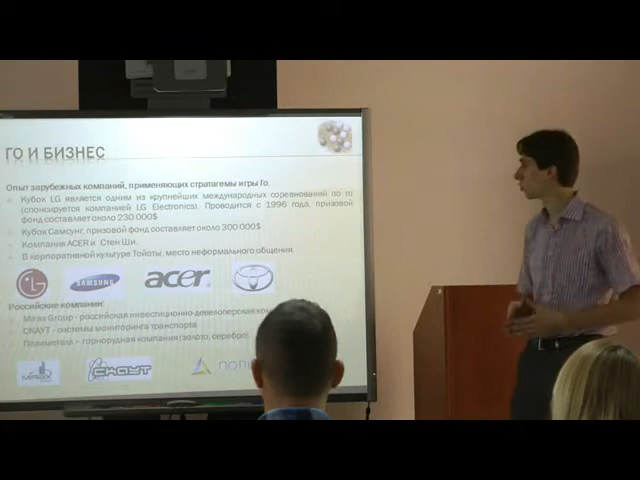 ГО И БИЗНЕС
Опыт зарубежных компаний, применяющих стратагемы игры Го.
Кубок LG является одним из крупнейших международных соревнований по го
(спонсируется компанией LG Electronics). Проводится с 1996 года, призовой
фонд составляет около 230 000$
Кубок Самсунг, призовой фонд составляет около 300 000$
Компания ACER и Стен Ши.
В корпоративной культуре Тойоты, место неформального общения.
LG SAMSUNG acer
Российские компании:
Mirax Group - российская инвестиционно-девелоперская
СКАУТ - системы мониторинга транспорта
Полиметалл – горнорудная компания (золото, серебро)
СКАУТ ПОЛИ